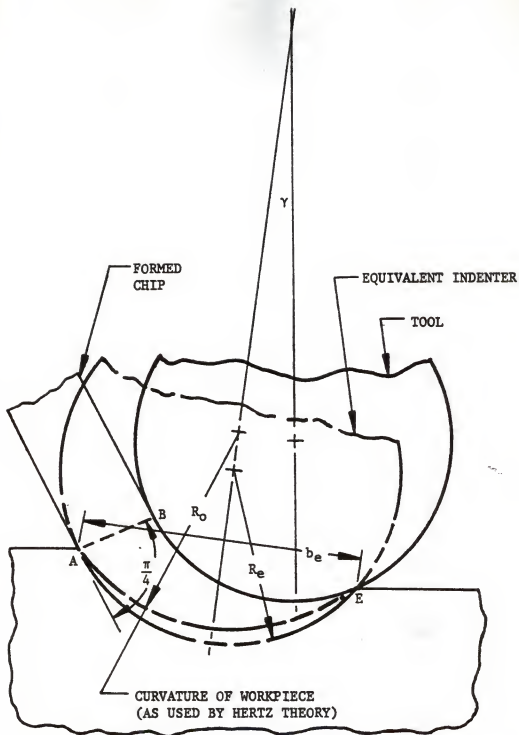 γ
FORMED
CHIP
EQUIVALENT INDENTER
TOOL
R₀
B
b_e
A
π/4
R_e
E
CURVATURE OF WORKPIECE
(AS USED BY HERTZ THEORY)